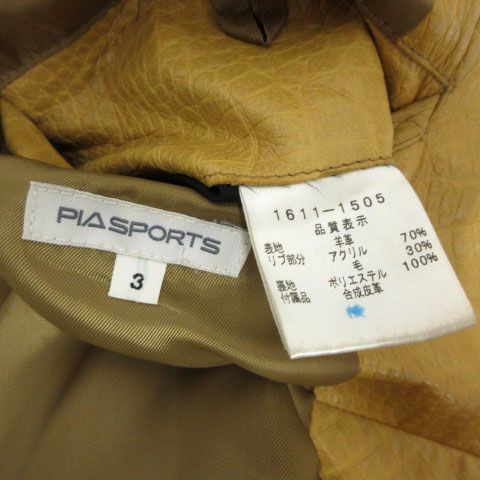 PIASPORTS
3
1611-1505
品質表示
表地 羊革
リブ部分 アクリル 70%
毛 30%
裏地 ポリエステル 100%
付属品 合成皮革